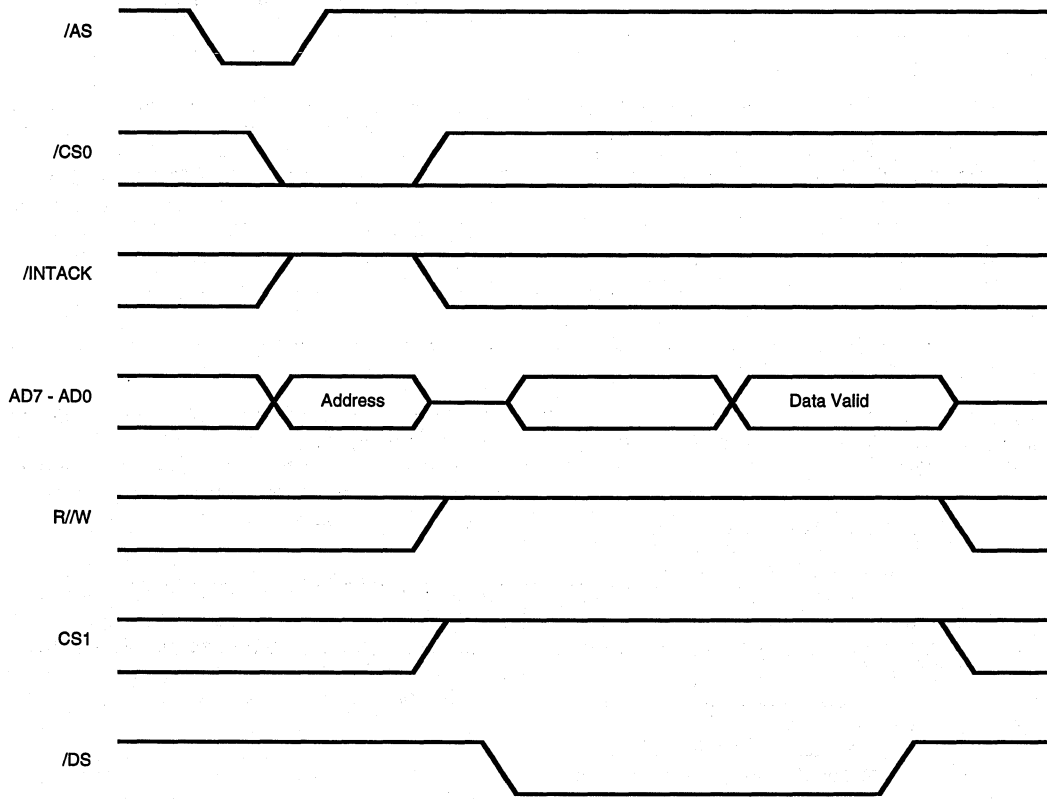 /AS
/CS0
/INTACK
AD7 - AD0 Address Data Valid
R//W
CS1
/DS